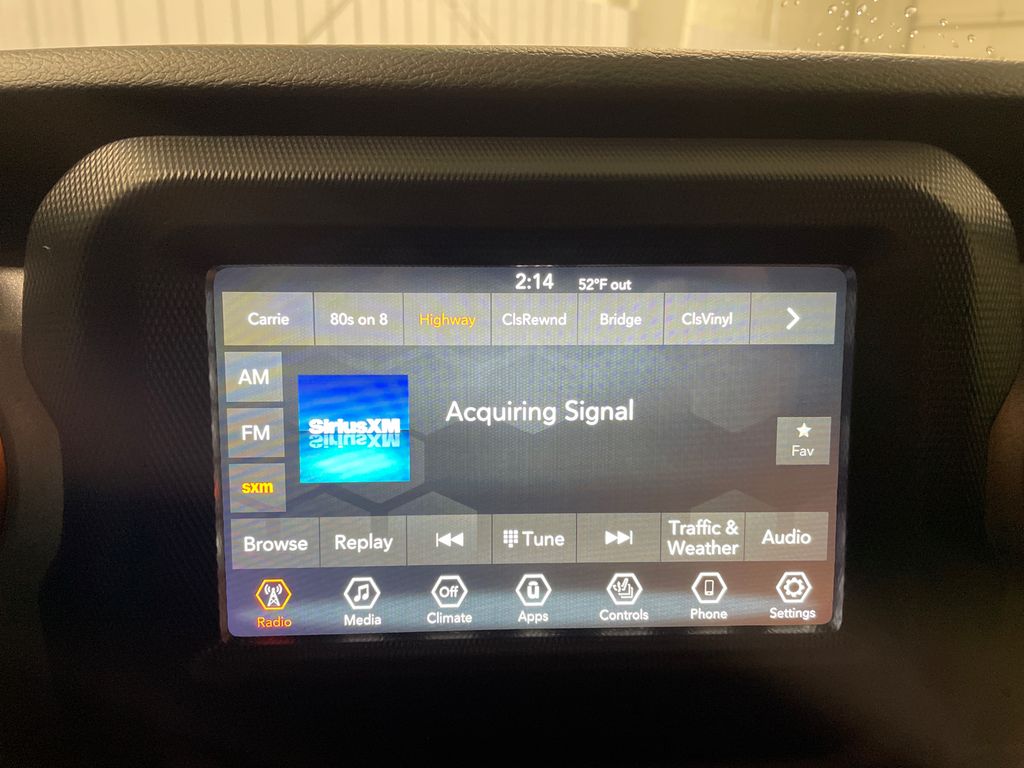 2:14 52°F out
Carrie 80s on 8 Highway ClsRewnd Bridge ClsVinyl
AM
Acquiring Signal
SiriusXM
FM
Fav
sxm
Browse Replay Tune Traffic & Weather Audio
Off
Radio Media Climate Apps Controls Phone Settings